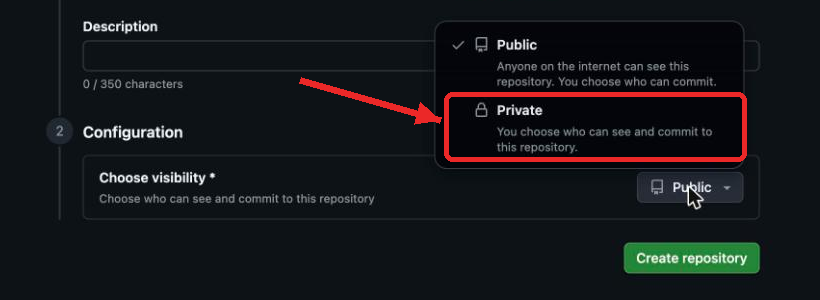 Description
0 / 350 characters
Public
Anyone on the internet can see this
repository. You choose who can commit.
Private
You choose who can see and commit to
this repository.
2
Configuration
Choose visibility *
Choose who can see and commit to this repository
Public
Create repository